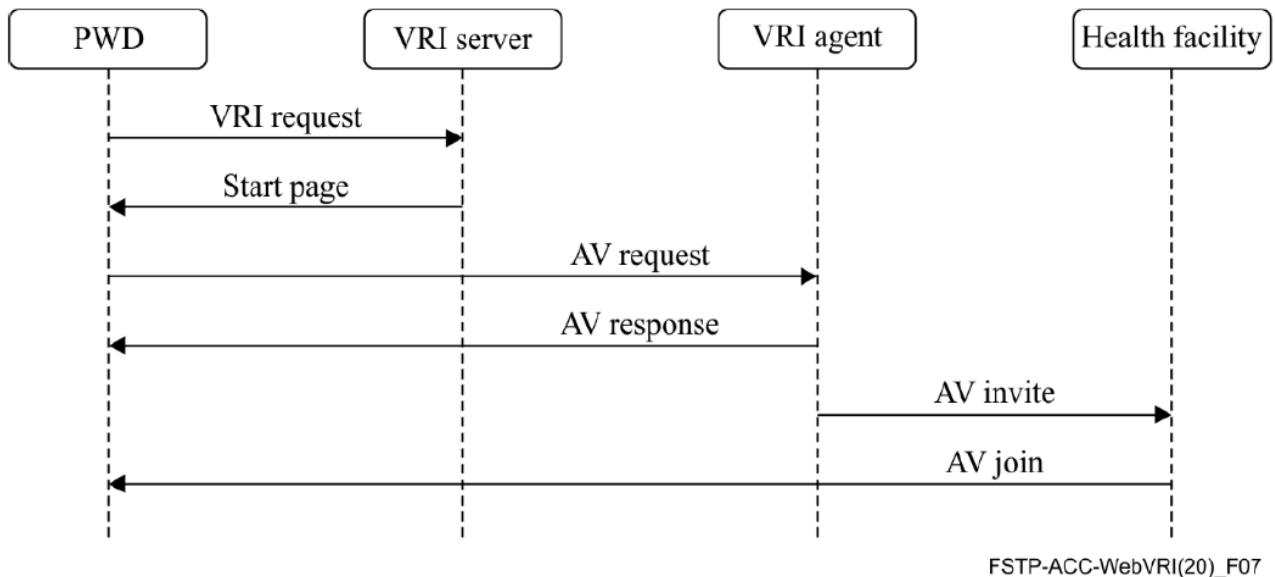 PWD
VRI server
VRI agent
Health facility
VRI request
Start page
AV request
AV response
AV invite
AV join
FSTP-ACC-WebVRI(20)_F07